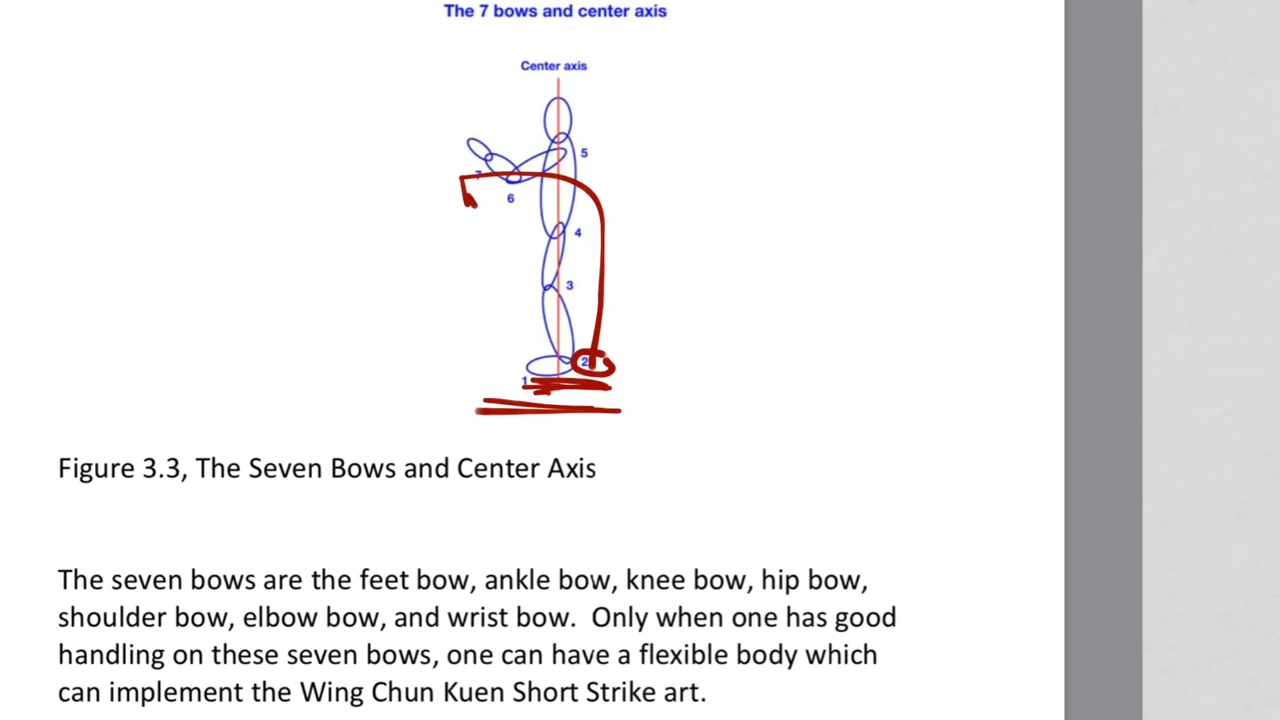 The 7 bows and center axis
Center axis
5
7
6
4
3
2
1
Figure 3.3, The Seven Bows and Center Axis
The seven bows are the feet bow, ankle bow, knee bow, hip bow,
shoulder bow, elbow bow, and wrist bow.  Only when one has good
handling on these seven bows, one can have a flexible body which
can implement the Wing Chun Kuen Short Strike art.